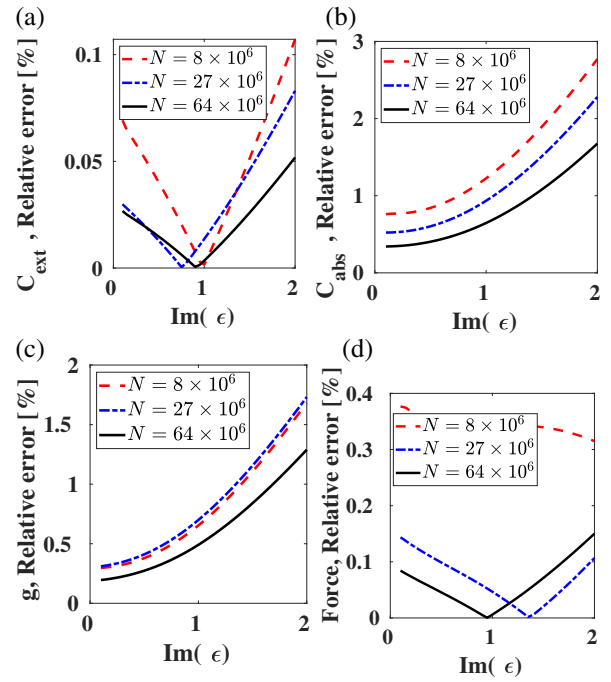 (a)
C_ext , Relative error [%]
0.1
0.05
0
N = 8 × 10^6
N = 27 × 10^6
N = 64 × 10^6
0
1
2
Im( ϵ)
(b)
C_abs , Relative error [%]
3
2
1
0
N = 8 × 10^6
N = 27 × 10^6
N = 64 × 10^6
0
1
2
Im( ϵ)
(c)
g, Relative error [%]
2
1.5
1
0.5
0
N = 8 × 10^6
N = 27 × 10^6
N = 64 × 10^6
0
1
2
Im( ϵ)
(d)
Force, Relative error [%]
0.4
0.3
0.2
0.1
0
N = 8 × 10^6
N = 27 × 10^6
N = 64 × 10^6
0
1
2
Im( ϵ)